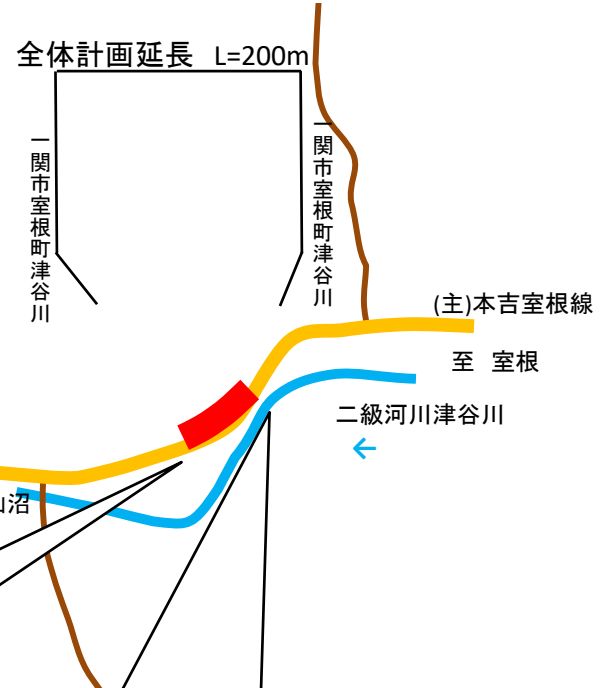 全体計画延長 L=200m
一関市室根町津谷川
一関市室根町津谷川
(主)本吉室根線
至 室根
二級河川津谷川
沼